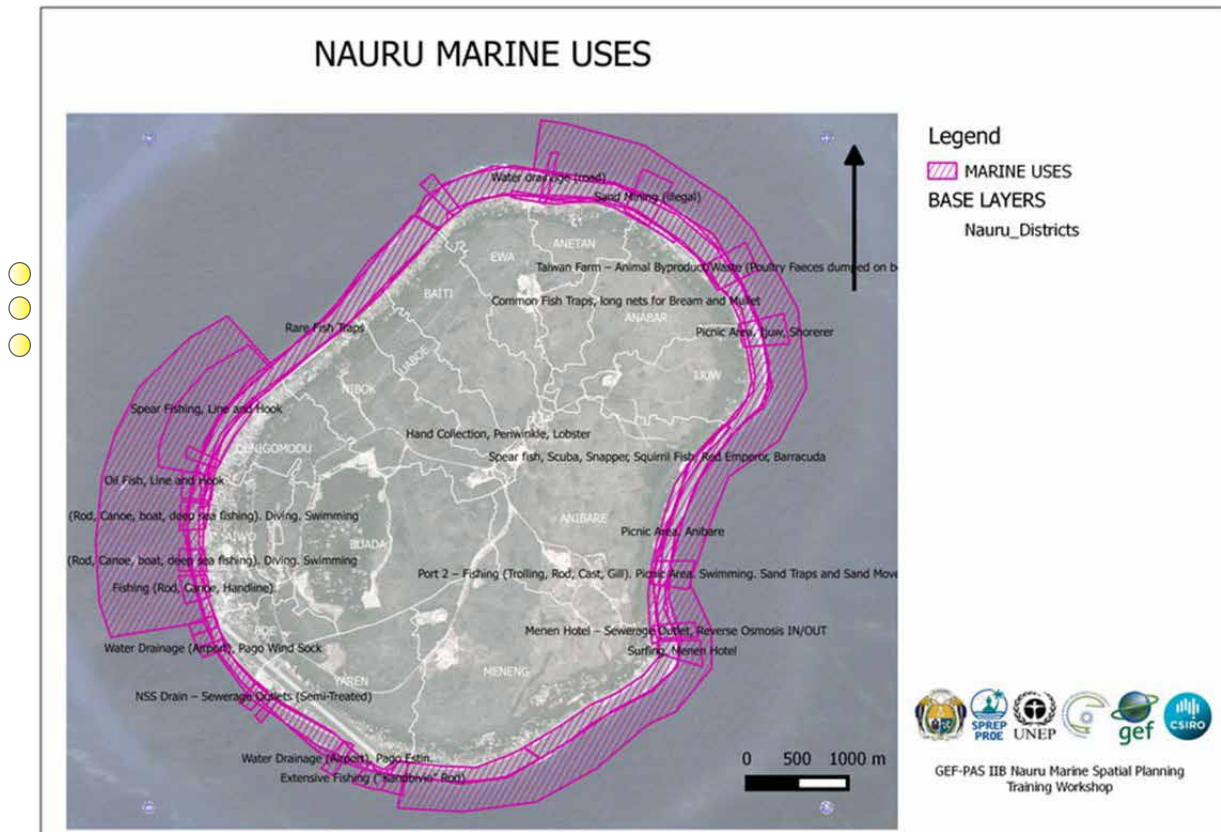 NAURU MARINE USES
Legend
MARINE USES
BASE LAYERS
Nauru_Districts
Water drainage (road)
Sand Mining (illegal)
ANETAN
EWA
Taiwan Farm – Animal Byproduct/Waste (Poultry Faeces dumped on b
BAITI
Common Fish Traps, long nets for Bream and Mullet
ANABAR
Rare Fish Traps
Picnic Area, Ijuw, Shorerer
UABOE
IJUW
NIBOK
Spear Fishing, Line and Hook
Hand Collection, Periwinkle, Lobster
DENIGOMODU
Spear fish, Scuba, Snapper, Squirril Fish, Red Emperor, Barracuda
Oil Fish, Line and Hook
(Rod, Canoe, boat, deep sea fishing). Diving. Swimming
ANIBARE
Picnic Area, Anibare
AIWO
BUADA
(Rod, Canoe, boat, deep sea fishing). Diving. Swimming
Port 2 – Fishing (Trolling, Rod, Cast, Gill). Picnic Area. Swimming. Sand Traps and Sand Move
Fishing (Rod, Canoe, Handline)
BOE
Menen Hotel – Sewerage Outlet, Reverse Osmosis IN/OUT
Water Drainage (Airport), Pago Wind Sock
Surfing, Menen Hotel
MENENG
YAREN
NSS Drain – Sewerage Outlets (Semi-Treated)
Water Drainage (Airport), Pago Estin.
Extensive Fishing ("Kandbivio" Rod)
0 500 1000 m
SPREP
PROE
UNEP
gef
CSIRO
GEF-PAS IIB Nauru Marine Spatial Planning
Training Workshop